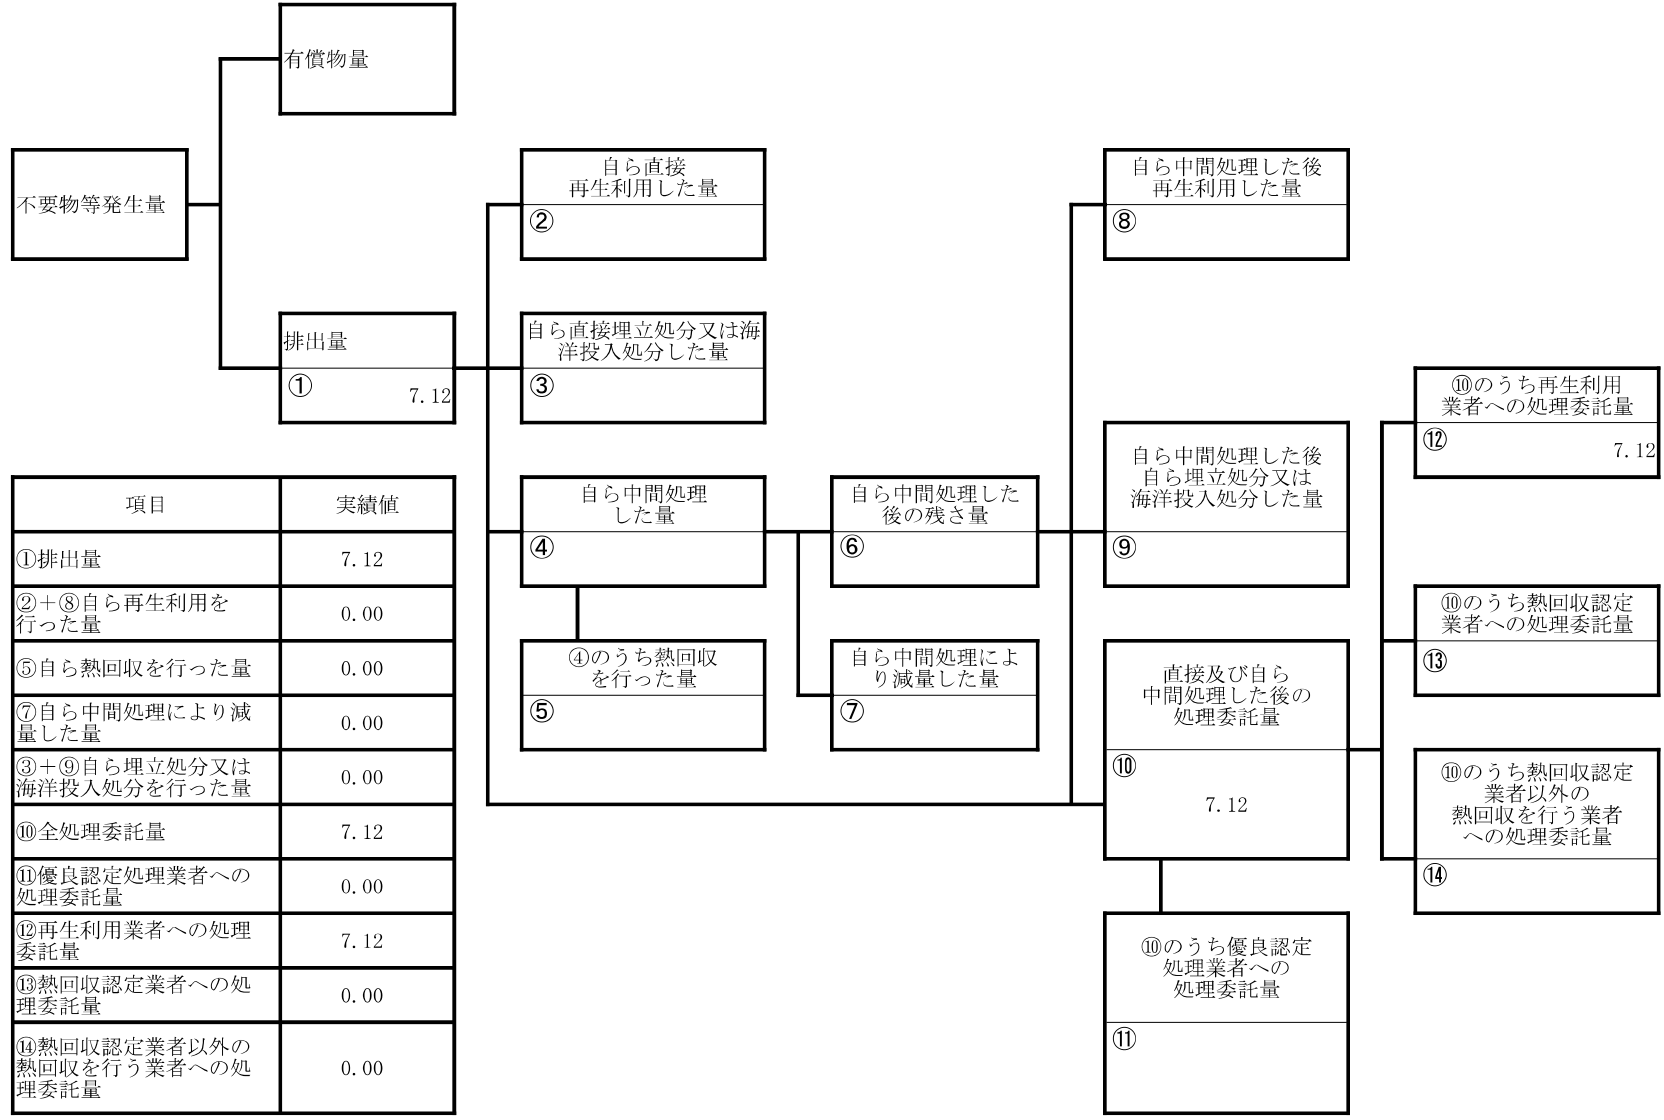 有償物量
不要物等発生量
排出量
①
7.12
自ら直接
再生利用した量
②
自ら直接埋立処分又は海
洋投入処分した量
③
自ら中間処理
した量
④
④のうち熱回収
を行った量
⑤
自ら中間処理した
後の残さ量
⑥
自ら中間処理によ
り減量した量
⑦
自ら中間処理した後
再生利用した量
⑧
自ら中間処理した後
自ら埋立処分又は
海洋投入処分した量
⑨
直接及び自ら
中間処理した後の
処理委託量
⑩
7.12
⑩のうち優良認定
処理業者への
処理委託量
⑪
⑩のうち再生利用
業者への処理委託量
⑫
7.12
⑩のうち熱回収認定
業者への処理委託量
⑬
⑩のうち熱回収認定
業者以外の
熱回収を行う業者
への処理委託量
⑭
項目 実績値
①排出量 7.12
②＋⑧自ら再生利用を
行った量 0.00
⑤自ら熱回収を行った量 0.00
⑦自ら中間処理により減
量した量 0.00
③＋⑨自ら埋立処分又は
海洋投入処分を行った量 0.00
⑩全処理委託量 7.12
⑪優良認定処理業者への
処理委託量 0.00
⑫再生利用業者への処理
委託量 7.12
⑬熱回収認定業者への処
理委託量 0.00
⑭熱回収認定業者以外の
熱回収を行う業者への処
理委託量 0.00